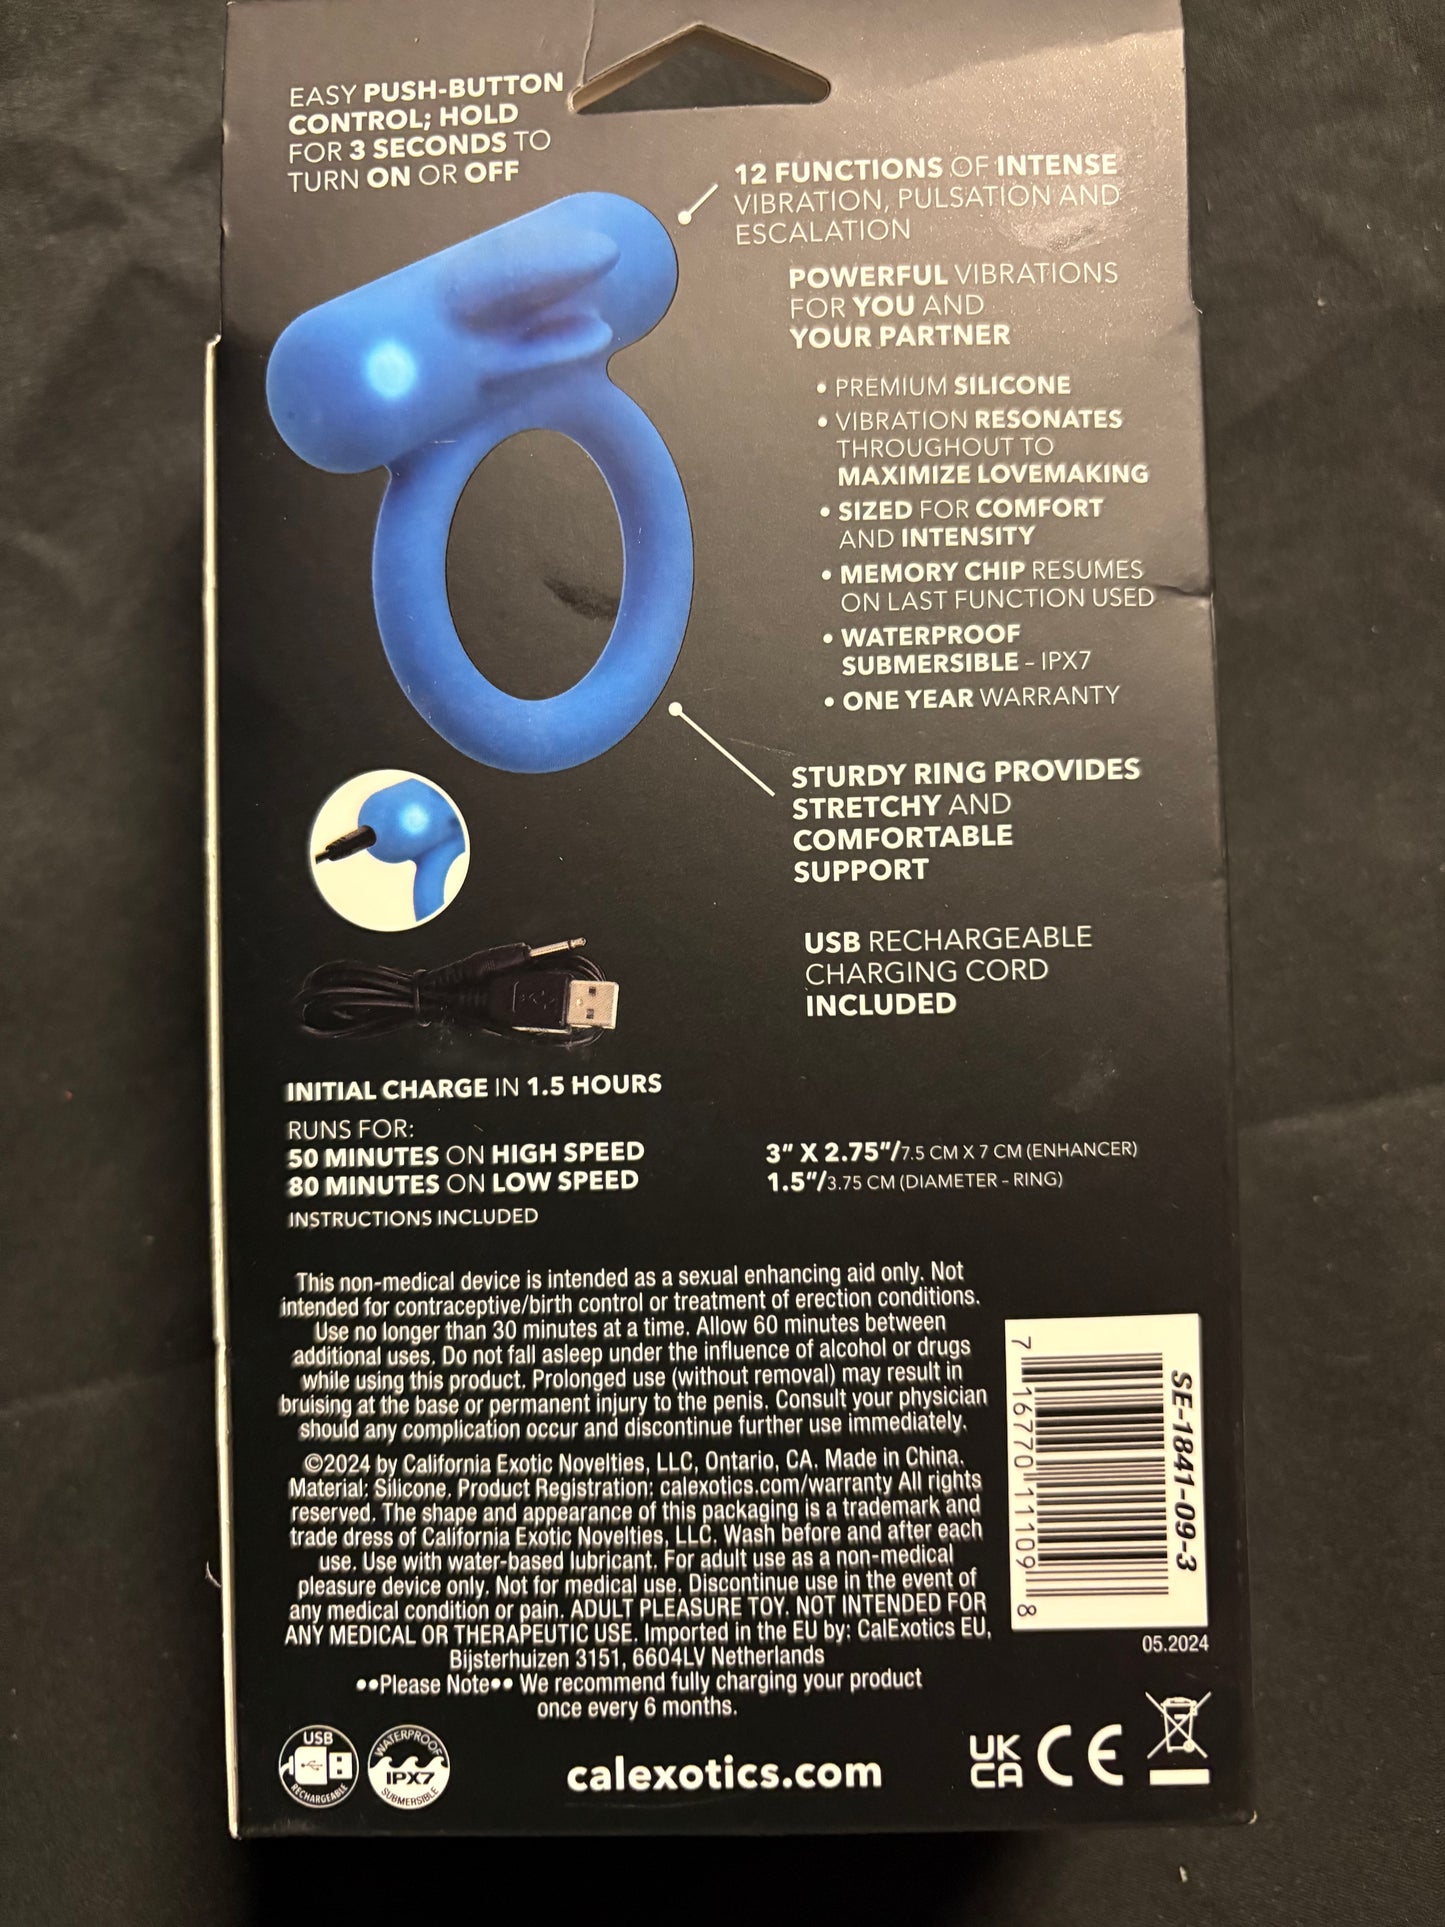 EASY PUSH-BUTTON
CONTROL; HOLD
FOR 3 SECONDS TO
TURN ON OR OFF
12 FUNCTIONS OF INTENSE
VIBRATION, PULSATION AND
ESCALATION
POWERFUL VIBRATIONS
FOR YOU AND
YOUR PARTNER
• PREMIUM SILICONE
• VIBRATION RESONATES
THROUGHOUT TO
MAXIMIZE LOVEMAKING
• SIZED FOR COMFORT
AND INTENSITY
• MEMORY CHIP RESUMES
ON LAST FUNCTION USED
• WATERPROOF
SUBMERSIBLE – IPX7
• ONE YEAR WARRANTY
STURDY RING PROVIDES
STRETCHY AND
COMFORTABLE
SUPPORT
USB RECHARGEABLE
CHARGING CORD
INCLUDED
INITIAL CHARGE IN 1.5 HOURS
RUNS FOR:
50 MINUTES ON HIGH SPEED
80 MINUTES ON LOW SPEED
INSTRUCTIONS INCLUDED
3" X 2.75"/7.5 CM X 7 CM (ENHANCER)
1.5"/3.75 CM (DIAMETER – RING)
This non-medical device is intended as a sexual enhancing aid only. Not
intended for contraceptive/birth control or treatment of erection conditions.
Use no longer than 30 minutes at a time. Allow 60 minutes between
additional uses. Do not fall asleep under the influence of alcohol or drugs
while using this product. Prolonged use (without removal) may result in
bruising at the base or permanent injury to the penis. Consult your physician
should any complication occur and discontinue further use immediately.
©2024 by California Exotic Novelties, LLC, Ontario, CA. Made in China.
Material: Silicone. Product Registration: calexotics.com/warranty All rights
reserved. The shape and appearance of this packaging is a trademark and
trade dress of California Exotic Novelties, LLC. Wash before and after each
use. Use with water-based lubricant. For adult use as a non-medical
pleasure device only. Not for medical use. Discontinue use in the event of
any medical condition or pain. ADULT PLEASURE TOY. NOT INTENDED FOR
ANY MEDICAL OR THERAPEUTIC USE. Imported in the EU by: CalExotics EU,
Bijsterhuizen 3151, 6604LV Netherlands
••Please Note•• We recommend fully charging your product
once every 6 months.
SE-1841-09-3
7 16770 11109 8
05.2024
USB
RECHARGEABLE
WATERPROOF
IPX7
SUBMERSIBLE
calexotics.com
UK
CA
CE